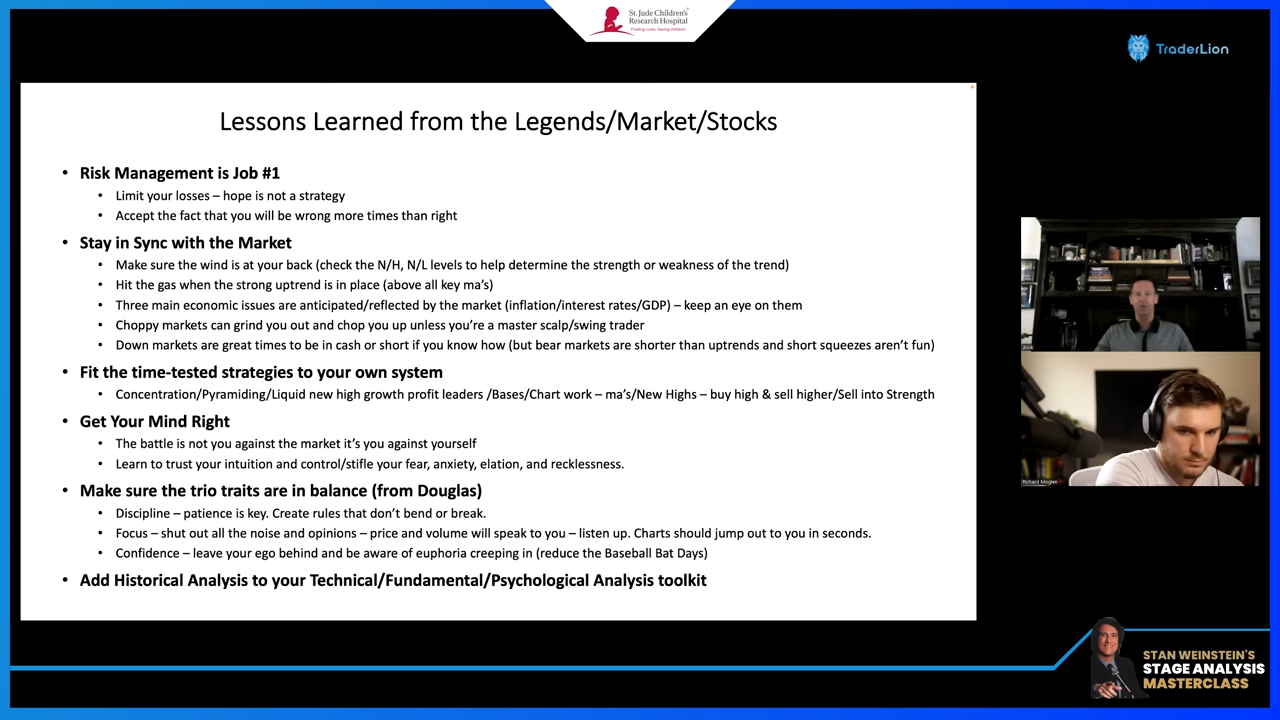 St. Jude Children's
Research Hospital
Finding cures. Saving children.
TraderLion
Lessons Learned from the Legends/Market/Stocks
• Risk Management is Job #1
• Limit your losses – hope is not a strategy
• Accept the fact that you will be wrong more times than right
• Stay in Sync with the Market
• Make sure the wind is at your back (check the N/H, N/L levels to help determine the strength or weakness of the trend)
• Hit the gas when the strong uptrend is in place (above all key ma's)
• Three main economic issues are anticipated/reflected by the market (inflation/interest rates/GDP) – keep an eye on them
• Choppy markets can grind you out and chop you up unless you're a master scalp/swing trader
• Down markets are great times to be in cash or short if you know how (but bear markets are shorter than uptrends and short squeezes aren't fun)
• Fit the time-tested strategies to your own system
• Concentration/Pyramiding/Liquid new high growth profit leaders /Bases/Chart work – ma's/New Highs – buy high & sell higher/Sell into Strength
• Get Your Mind Right
• The battle is not you against the market it's you against yourself
• Learn to trust your intuition and control/stifle your fear, anxiety, elation, and recklessness.
• Make sure the trio traits are in balance (from Douglas)
• Discipline – patience is key. Create rules that don't bend or break.
• Focus – shut out all the noise and opinions – price and volume will speak to you – listen up. Charts should jump out to you in seconds.
• Confidence – leave your ego behind and be aware of euphoria creeping in (reduce the Baseball Bat Days)
• Add Historical Analysis to your Technical/Fundamental/Psychological Analysis toolkit
jboik
Richard Moglen
STAN WEINSTEIN'S
STAGE ANALYSIS
MASTERCLASS